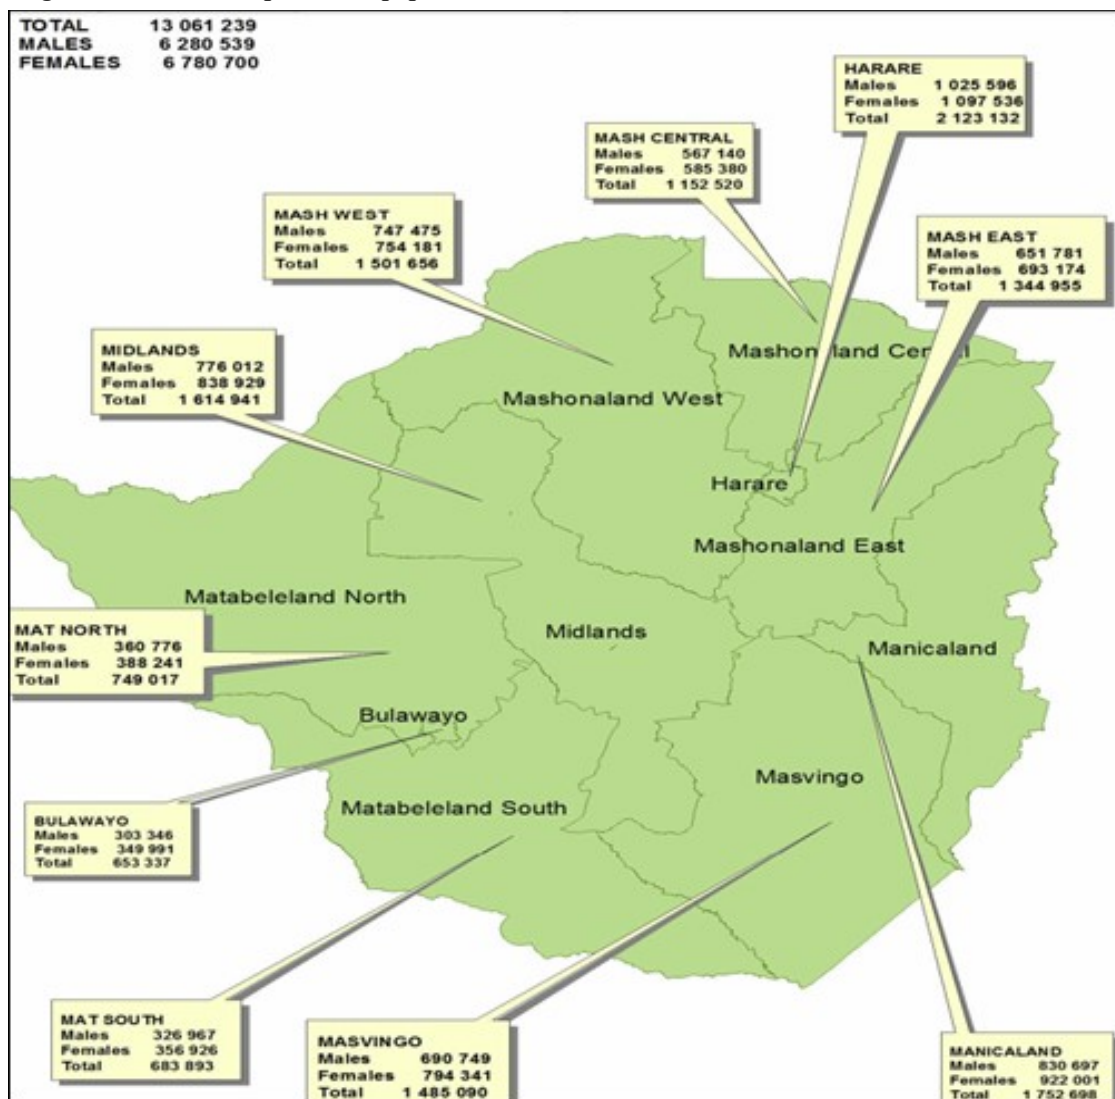 TOTAL 13 061 239
MALES 6 280 539
FEMALES 6 780 700
HARARE
Males 1 025 596
Females 1 097 536
Total 2 123 132
MASH CENTRAL
Males 567 140
Females 585 380
Total 1 152 520
MASH WEST
Males 747 475
Females 754 181
Total 1 501 656
MASH EAST
Males 651 781
Females 693 174
Total 1 344 955
MIDLANDS
Males 776 012
Females 838 929
Total 1 614 941
Mashonaland Central
Mashonaland West
Harare
Mashonaland East
Matabeleland North
MAT NORTH
Males 360 776
Females 388 241
Total 749 017
Midlands
Manicaland
Bulawayo
Masvingo
Matabeleland South
BULAWAYO
Males 303 346
Females 349 991
Total 653 337
MAT SOUTH
Males 326 967
Females 356 926
Total 683 893
MASVINGO
Males 690 749
Females 794 341
Total 1 485 090
MANICALAND
Males 830 697
Females 922 001
Total 1 752 698